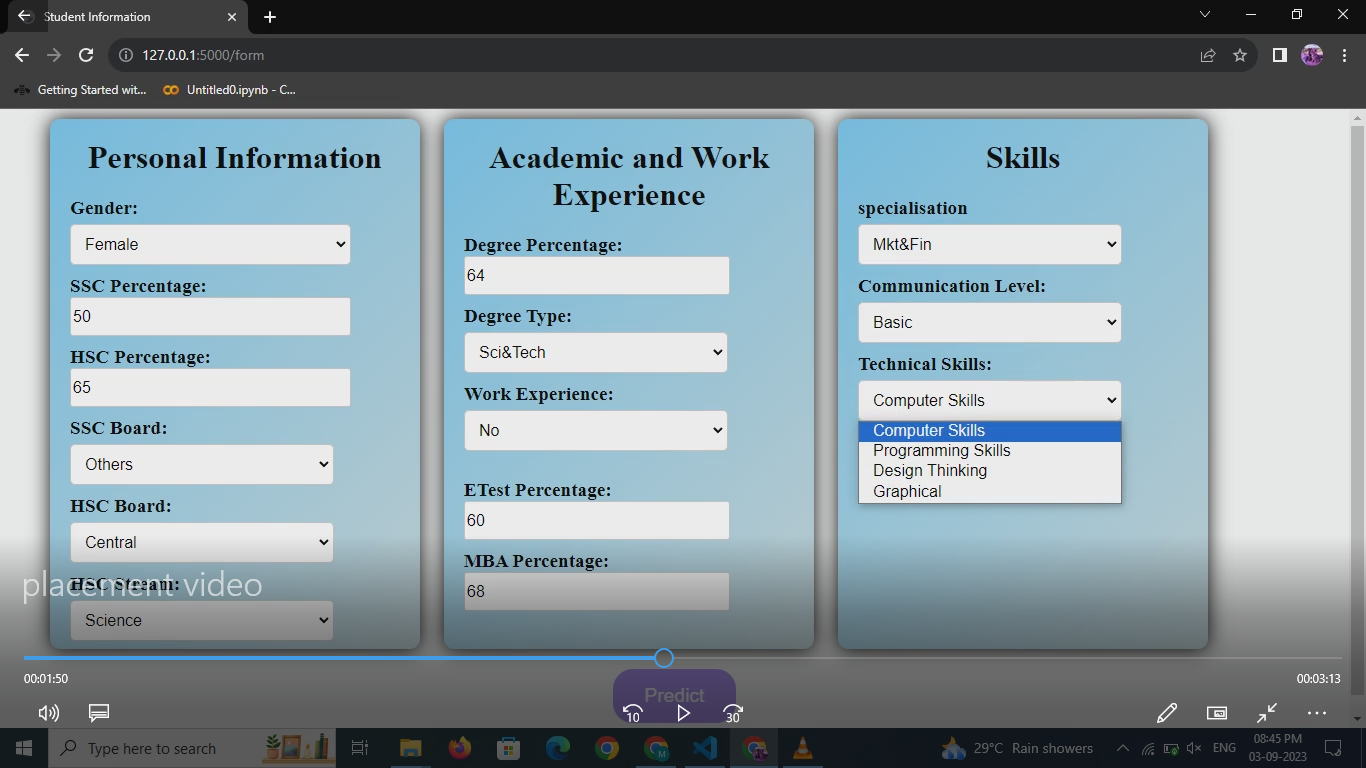 Student Information
127.0.0.1:5000/form
Getting Started wit...
Untitled0.ipynb - C...
Personal Information
Gender:
Female
SSC Percentage:
50
HSC Percentage:
65
SSC Board:
Others
HSC Board:
Central
HSC Stream:
Science
Academic and Work
Experience
Degree Percentage:
64
Degree Type:
Sci&Tech
Work Experience:
No
ETest Percentage:
60
MBA Percentage:
68
Skills
specialisation
Mkt&Fin
Communication Level:
Basic
Technical Skills:
Computer Skills
Computer Skills
Programming Skills
Design Thinking
Graphical
placement video
00:01:50
00:03:13
Predict
10
30
Type here to search
29°C Rain showers
ENG
08:45 PM
03-09-2023